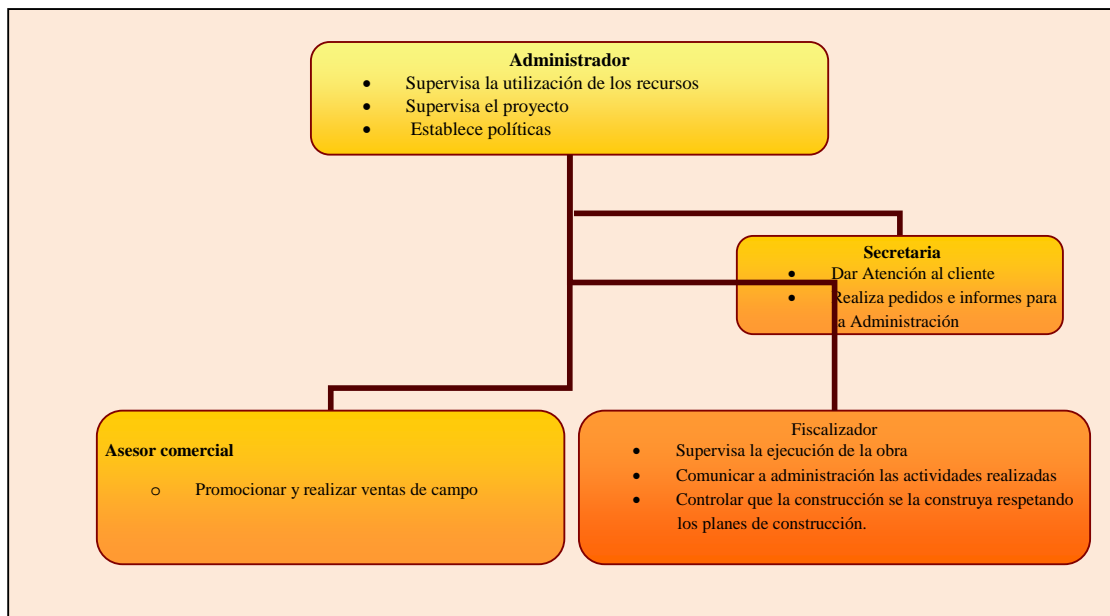 Administrador
• Supervisa la utilización de los recursos
• Supervisa el proyecto
• Establece políticas
Secretaria
• Dar Atención al cliente
• Realiza pedidos e informes para
la Administración
Asesor comercial
o Promocionar y realizar ventas de campo
Fiscalizador
• Supervisa la ejecución de la obra
• Comunicar a administración las actividades realizadas
• Controlar que la construcción se la construya respetando
los planes de construcción.